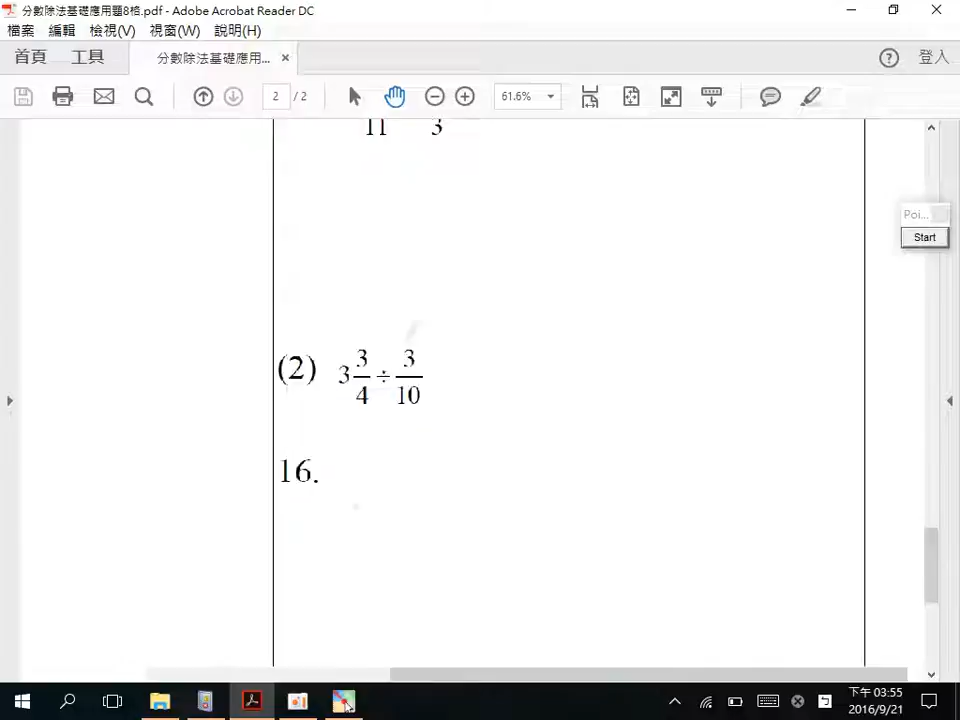 分數除法基礎應用題8格.pdf - Adobe Acrobat Reader DC
檔案 編輯 檢視(V) 視窗(W) 說明(H)
首頁 工具 分數除法基礎應用... × 登入
2 / 2 61.6%
11 3
Poi...
Start
(2) 3 3/4 ÷ 3/10
16.
下午 03:55
2016/9/21